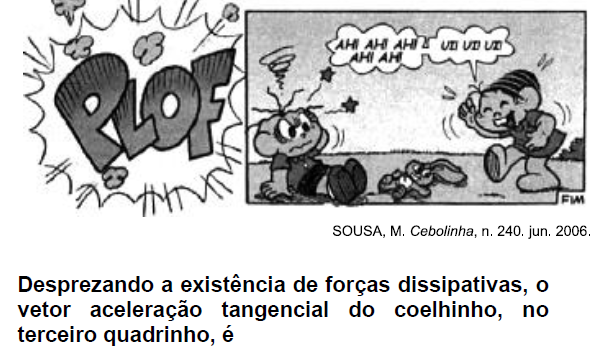 PLOF
AH! AH! AH!
AH! AH!
UI! UI! UI!
FIM
SOUSA, M. Cebolinha, n. 240. jun. 2006.
Desprezando a existência de forças dissipativas, o
vetor aceleração tangencial do coelhinho, no
terceiro quadrinho, é